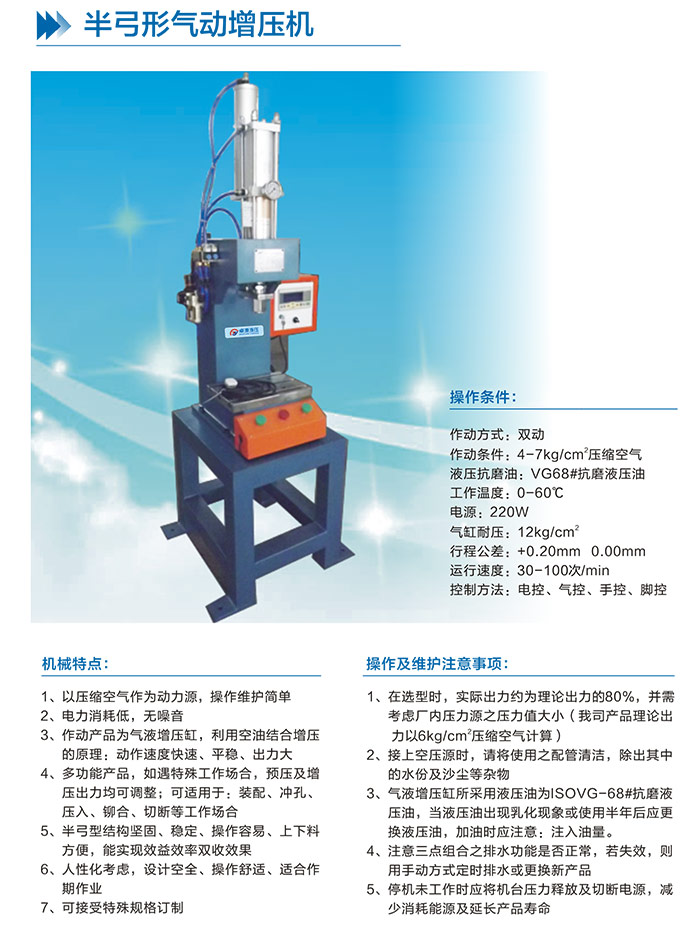 半弓形气动增压机
操作条件：
作动方式：双动
作动条件：4-7kg/cm²压缩空气
液压抗磨油：VG68#抗磨液压油
工作温度：0-60℃
电源：220W
气缸耐压：12kg/cm²
行程公差：+0.20mm 0.00mm
运行速度：30-100次/min
控制方法：电控、气控、手控、脚控
机械特点：
1、以压缩空气作为动力源，操作维护简单
2、电力消耗低，无噪音
3、作动产品为气液增压缸，利用空油结合增压
的原理；动作速度快速、平稳、出力大
4、多功能产品，如遇特殊工作场合，预压及增
压出力均可调整；可适用于：装配、冲孔、
压入、铆合、切断等工作场合
5、半弓型结构坚固、稳定、操作容易、上下料
方便，能实现效益效率双收效果
6、人性化考虑，设计空全、操作舒适、适合作
期作业
7、可接受特殊规格订制
操作及维护注意事项：
1、在选型时，实际出力约为理论出力的80%，并需
考虑厂内压力源之压力值大小（我司产品理论出
力以6kg/cm²压缩空气计算）
2、接上空压源时，请将使用之配管清洁，除出其中
的水份及沙尘等杂物
3、气液增压缸所采用液压油为ISOVG-68#抗磨液
压油，当液压油出现乳化现象或使用半年后应更
换液压油，加油时应注意：注入油量。
4、注意三点组合之排水功能是否正常，若失效，则
用手动方式定时排水或更换新产品
5、停机未工作时应将机台压力释放及切断电源，减
少消耗能源及延长产品寿命